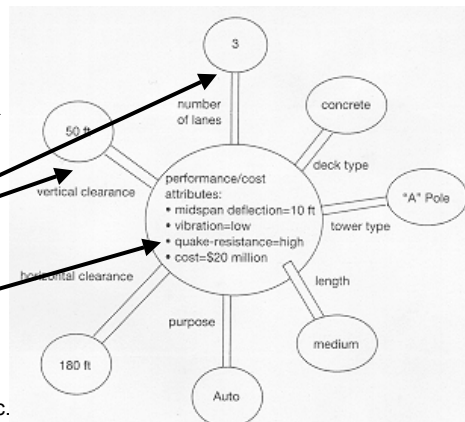 3
number
of lanes
concrete
50 ft
deck type
vertical clearance
performance/cost
attributes:
• midspan deflection=10 ft
• vibration=low
• quake-resistance=high
• cost=$20 million
"A" Pole
tower type
horizontal clearance
length
purpose
medium
180 ft
Auto
c.